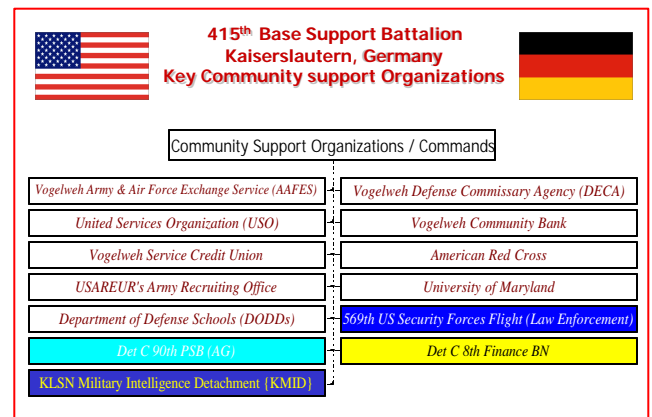 415th Base Support Battalion
Kaiserslautern, Germany
Key Community support Organizations
Community Support Organizations / Commands
Vogelweh Army & Air Force Exchange Service (AAFES)
Vogelweh Defense Commissary Agency (DECA)
United Services Organization (USO)
Vogelweh Community Bank
Vogelweh Service Credit Union
American Red Cross
USAREUR's Army Recruiting Office
University of Maryland
Department of Defense Schools (DODDs)
569th US Security Forces Flight (Law Enforcement)
Det C 90th PSB (AG)
Det C 8th Finance BN
KLSN Military Intelligence Detachment {KMID}